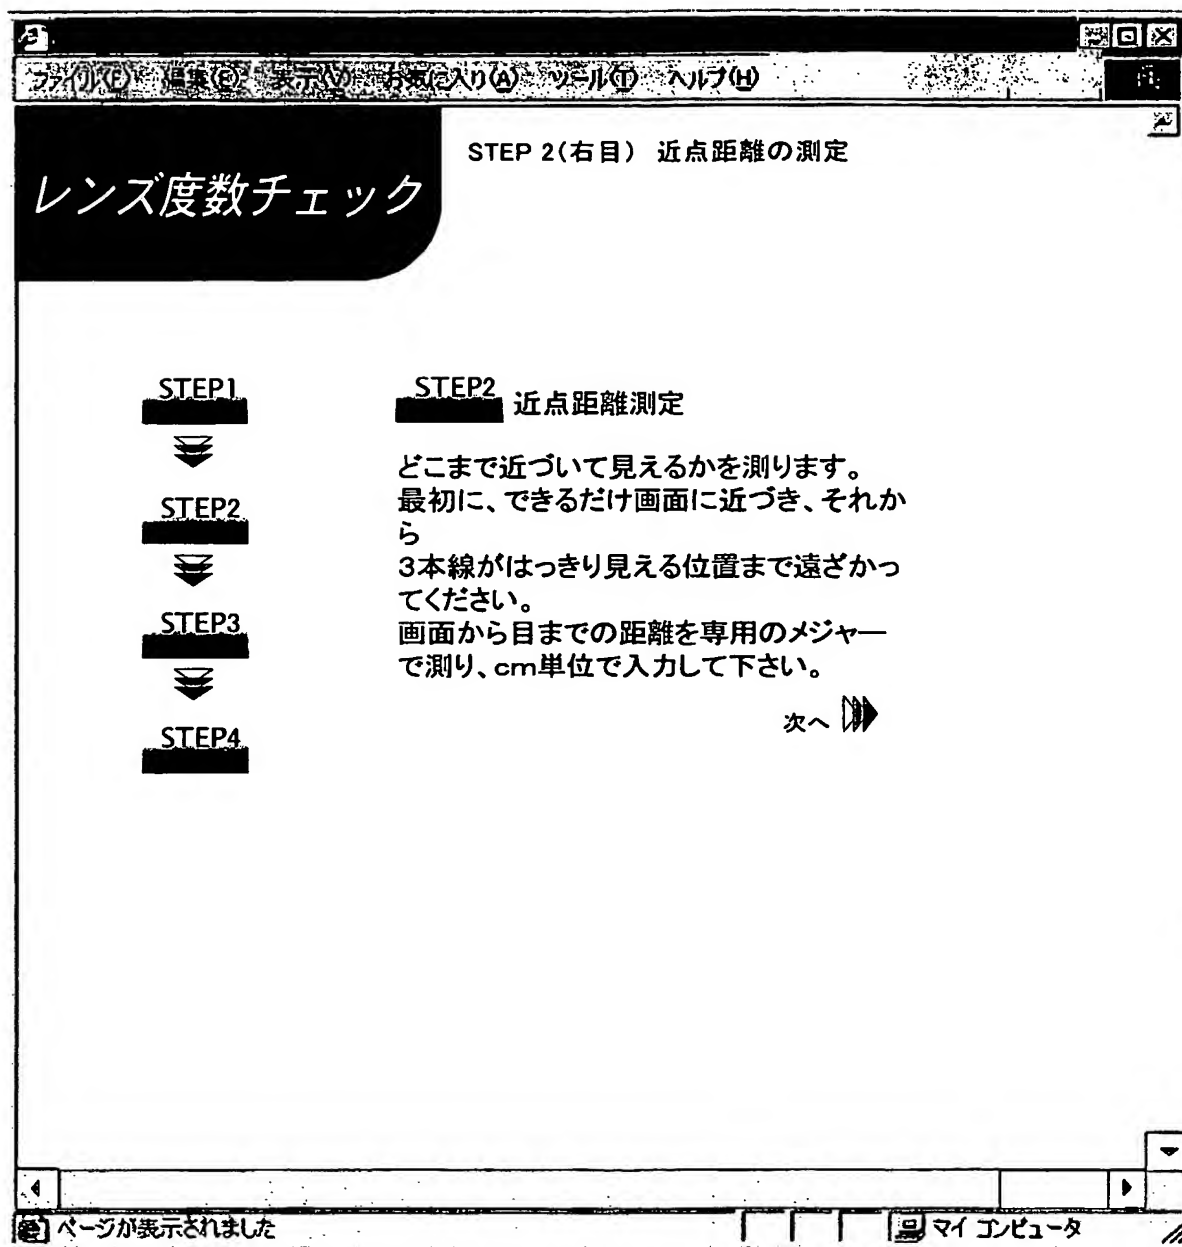 ファイル(F) 編集(E) 表示(V) お気に入り(A) ツール(T) ヘルプ(H)
レンズ度数チェック
STEP 2(右目) 近点距離の測定
STEP1
STEP2
STEP3
STEP4
STEP2 近点距離測定
どこまで近づいて見えるかを測ります。
最初に、できるだけ画面に近づき、それか
ら
3本線がはっきり見える位置まで遠ざかっ
てください。
画面から目までの距離を専用のメジャー
で測り、cm単位で入力して下さい。
次へ
ページが表示されました
マイ コンピュータ